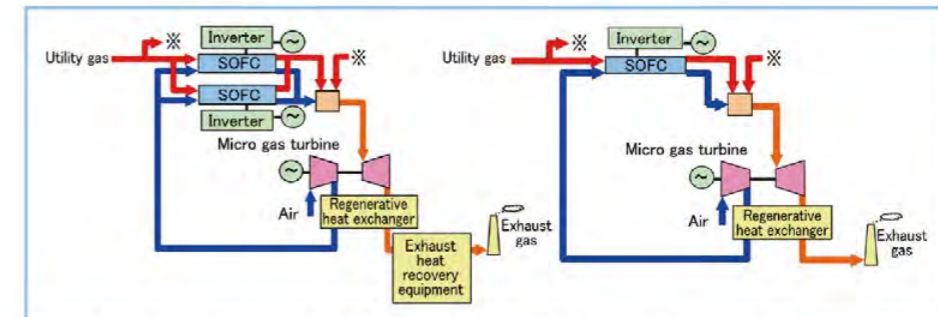 Inverter
~
※
Utility gas
SOFC
※
SOFC
Inverter
~
Micro gas turbine
~
Air
Regenerative
heat exchanger
Exhaust
gas
Exhaust
heat
recovery
equipment
Inverter
~
※
Utility gas
SOFC
※
Micro gas turbine
~
Air
Regenerative
heat exchanger
Exhaust
gas